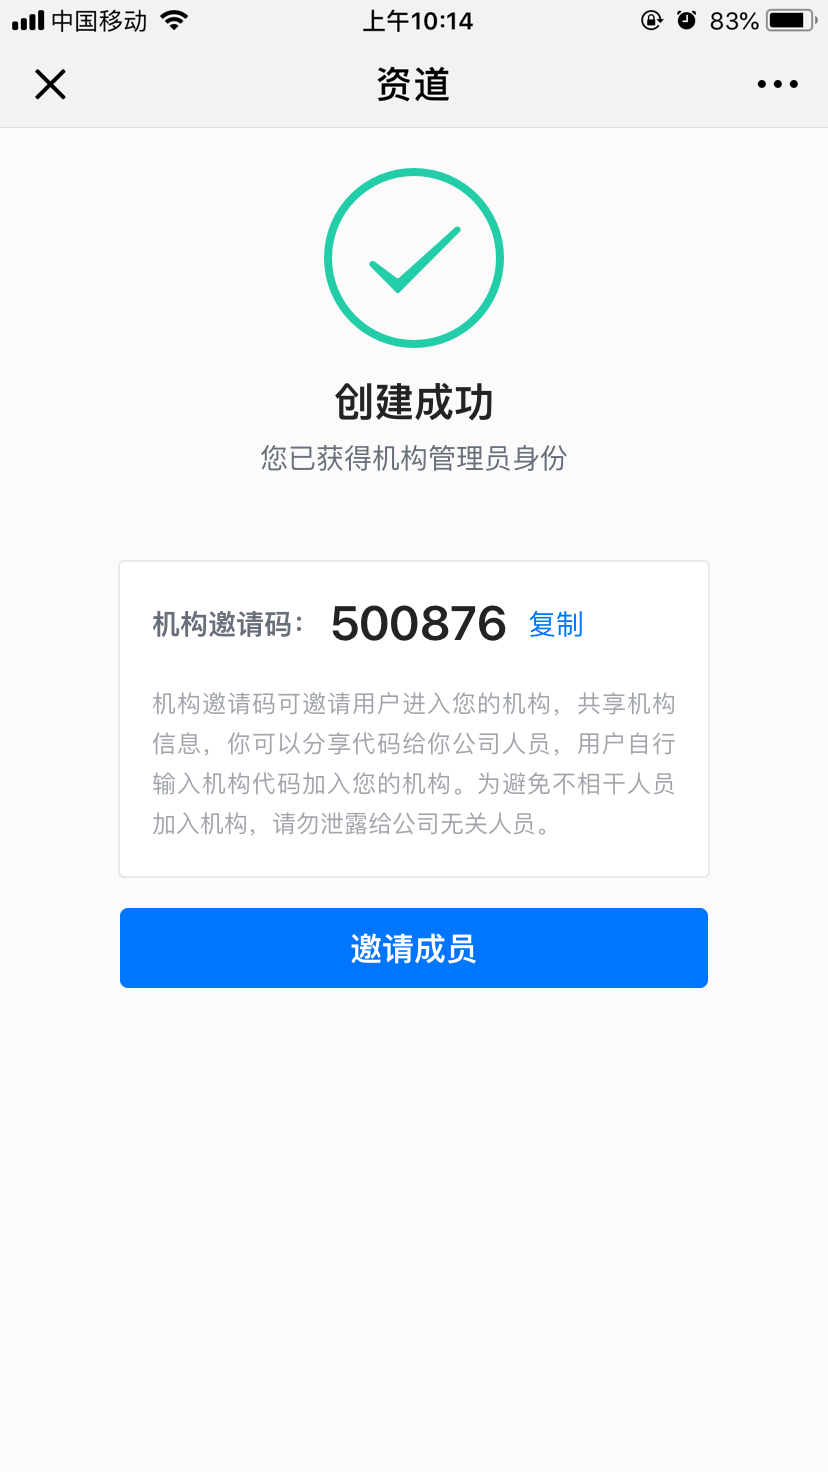 中国移动 上午10:14 83%
资道
创建成功
您已获得机构管理员身份
机构邀请码： 500876 复制
机构邀请码可邀请用户进入您的机构，共享机构
信息，你可以分享代码给你公司人员，用户自行
输入机构代码加入您的机构。为避免不相干人员
加入机构，请勿泄露给公司无关人员。
邀请成员